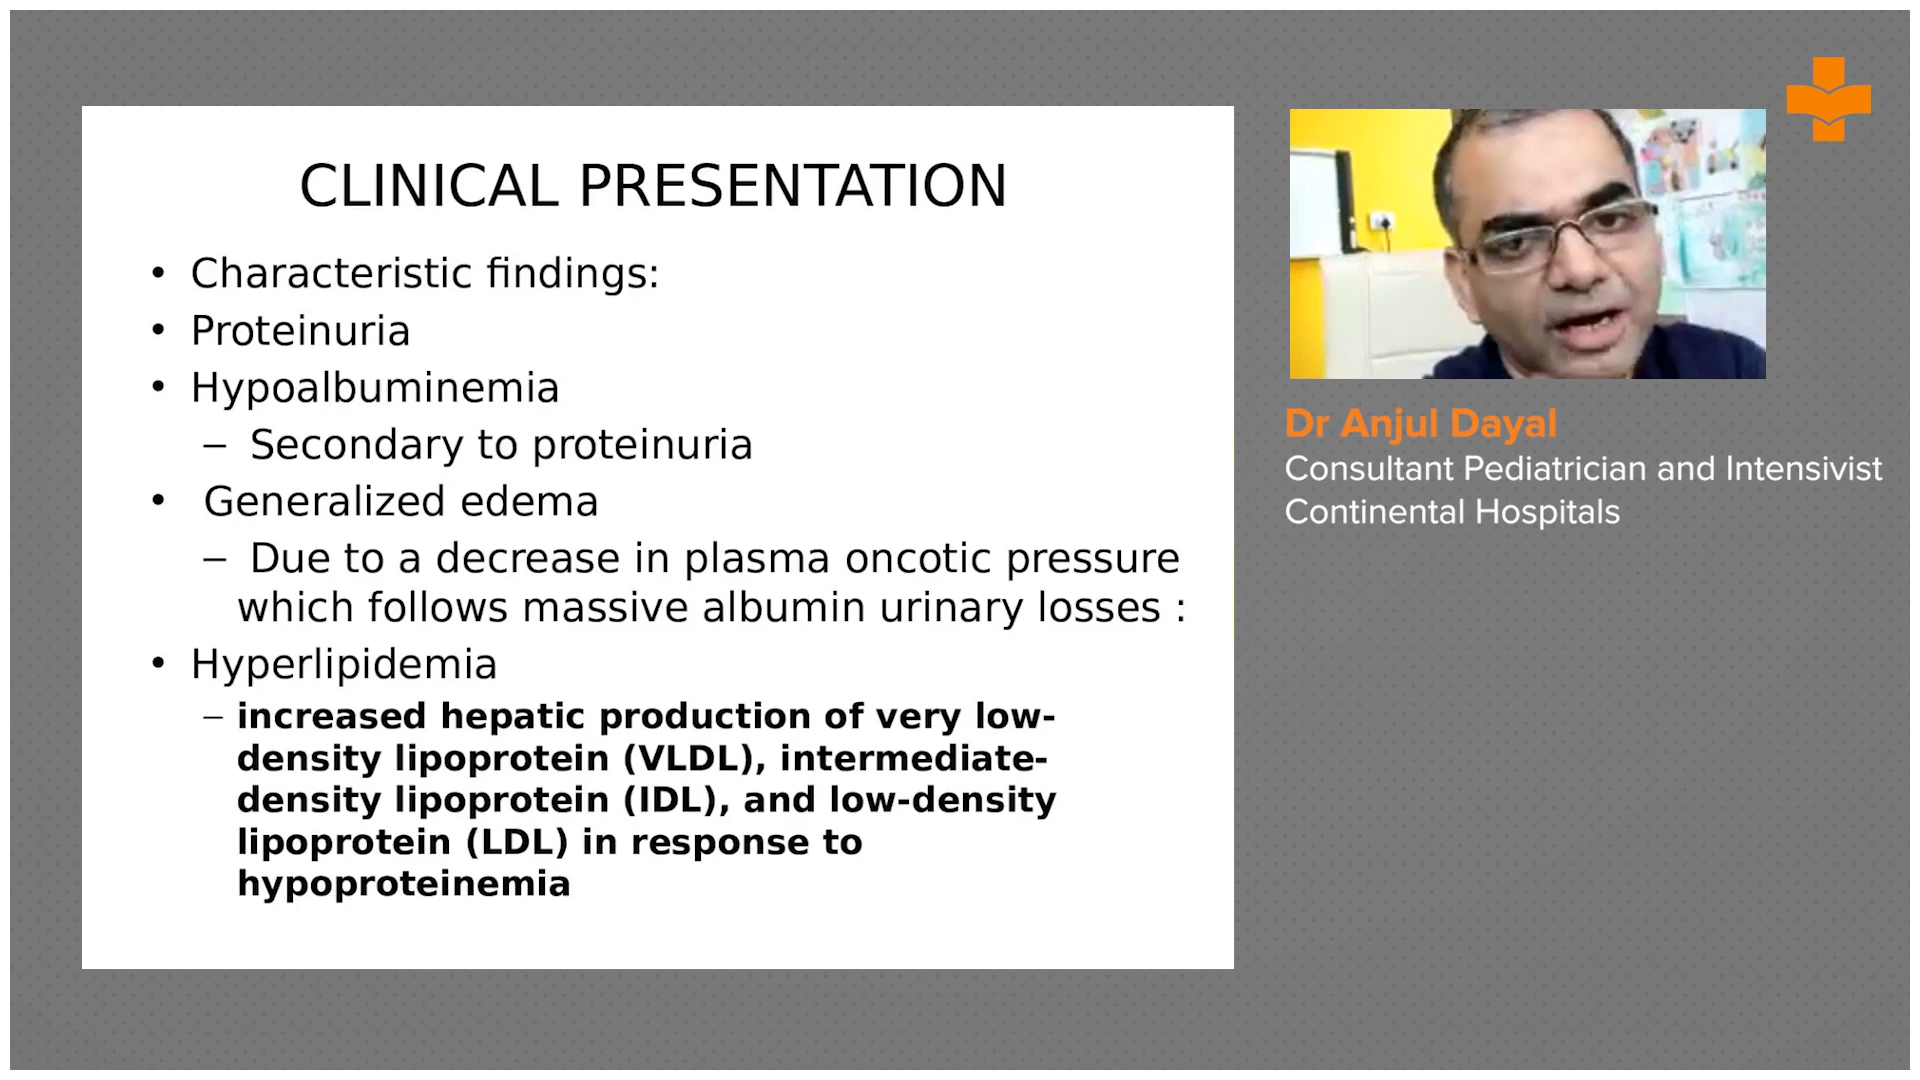 CLINICAL PRESENTATION
• Characteristic findings:
• Proteinuria
• Hypoalbuminemia
– Secondary to proteinuria
• Generalized edema
– Due to a decrease in plasma oncotic pressure
which follows massive albumin urinary losses :
• Hyperlipidemia
– increased hepatic production of very low-
density lipoprotein (VLDL), intermediate-
density lipoprotein (IDL), and low-density
lipoprotein (LDL) in response to
hypoproteinemia
Dr Anjul Dayal
Consultant Pediatrician and Intensivist
Continental Hospitals